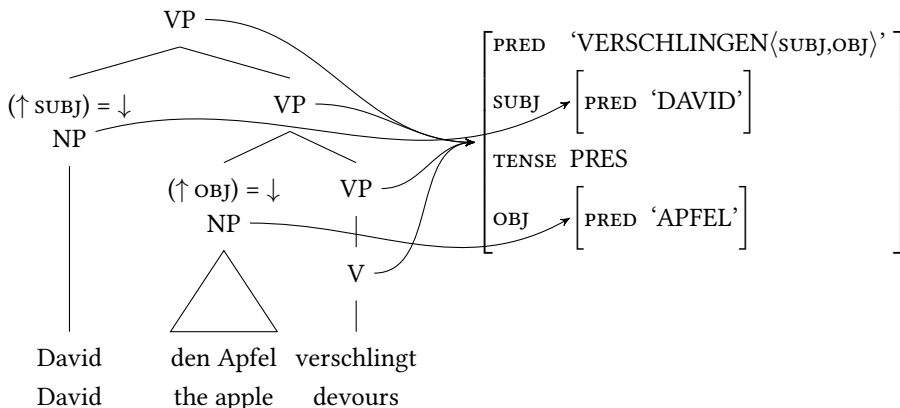 VP
PRED ‘VERSCHLINGEN⟨SUBJ,OBJ⟩’
(↑ SUBJ) = ↓ VP SUBJ PRED ‘DAVID’
NP
TENSE PRES
(↑ OBJ) = ↓ VP
NP OBJ PRED ‘APFEL’
V
David den Apfel verschlingt
David the apple devours